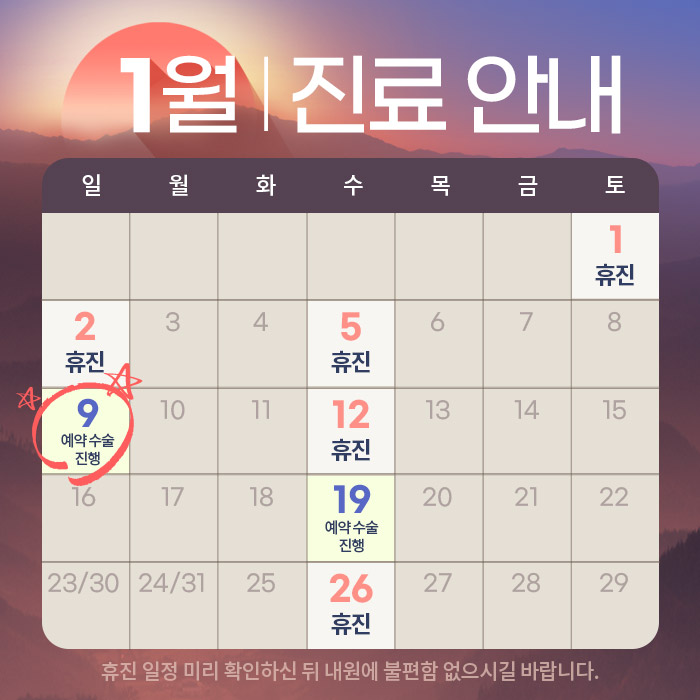 1월 | 진료 안내
일 월 화 수 목 금 토
1
휴진
2 3 4 5 6 7 8
휴진 휴진
9 10 11 12 13 14 15
예약 수술 휴진
진행
16 17 18 19 20 21 22
예약 수술
진행
23/30 24/31 25 26 27 28 29
휴진
휴진 일정 미리 확인하신 뒤 내원에 불편함 없으시길 바랍니다.